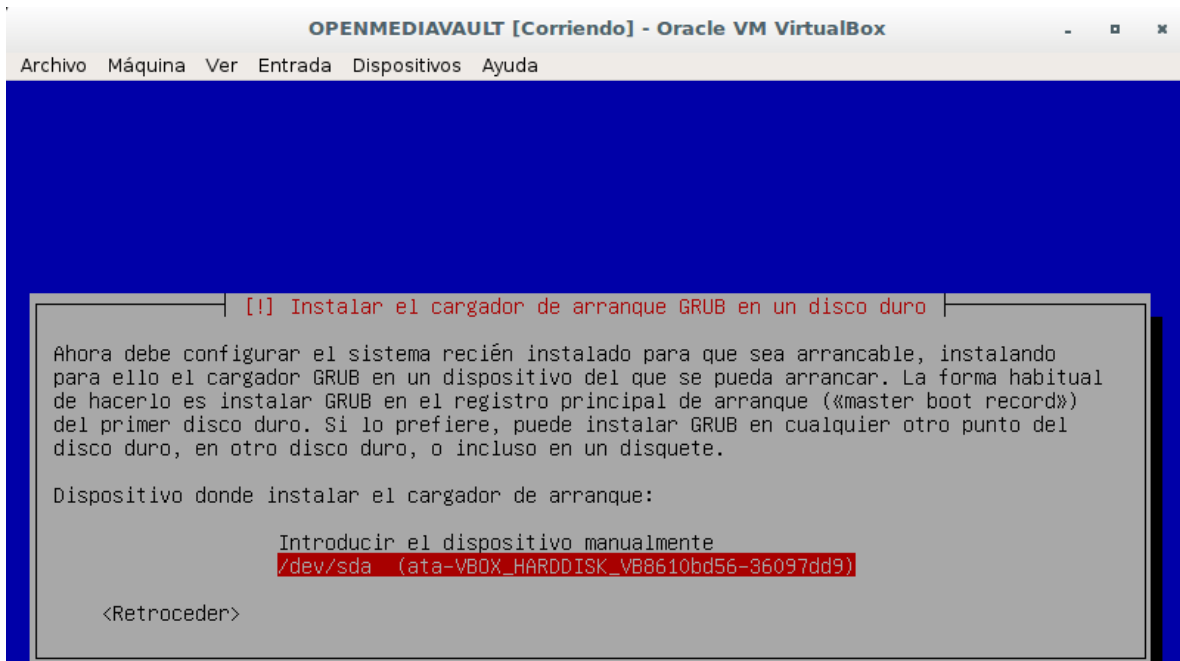 OPENMEDIAVAULT [Corriendo] - Oracle VM VirtualBox
Archivo Máquina Ver Entrada Dispositivos Ayuda
[!] Instalar el cargador de arranque GRUB en un disco duro
Ahora debe configurar el sistema recién instalado para que sea arrancable, instalando
para ello el cargador GRUB en un dispositivo del que se pueda arrancar. La forma habitual
de hacerlo es instalar GRUB en el registro principal de arranque («master boot record»)
del primer disco duro. Si lo prefiere, puede instalar GRUB en cualquier otro punto del
disco duro, en otro disco duro, o incluso en un disquete.
Dispositivo donde instalar el cargador de arranque:
Introducir el dispositivo manualmente
/dev/sda (ata-VBOX_HARDDISK_VB8610bd56-36097dd9)
<Retroceder>